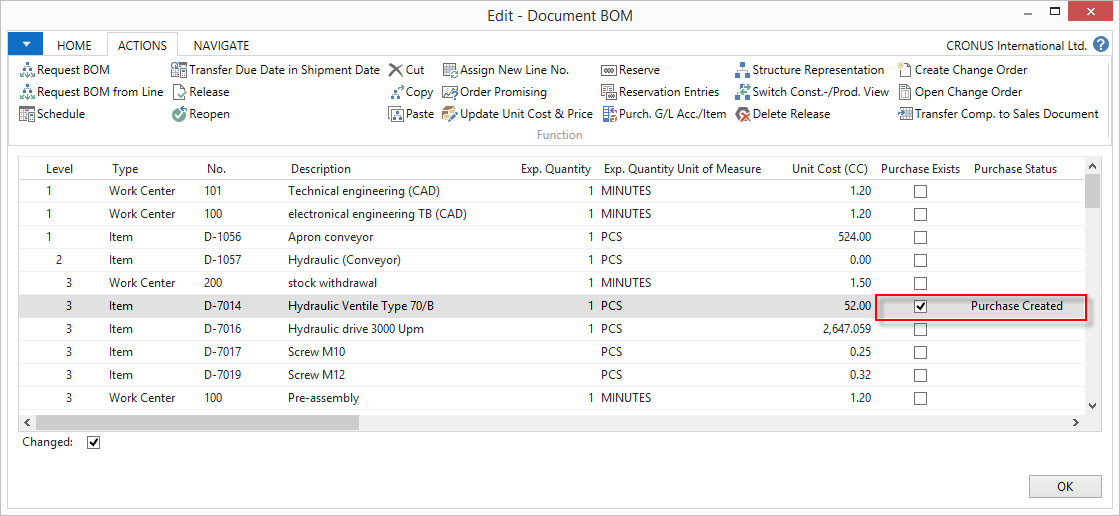 Edit - Document BOM
HOME ACTIONS NAVIGATE CRONUS International Ltd. ?
Request BOM Transfer Due Date in Shipment Date Cut Assign New Line No. Reserve Structure Representation Create Change Order
Request BOM from Line Release Copy Order Promising Reservation Entries Switch Const.-/Prod. View Open Change Order
Schedule Reopen Paste Update Unit Cost & Price Purch. G/L Acc./Item Delete Release Transfer Comp. to Sales Document
Function
Level Type No. Description Exp. Quantity Exp. Quantity Unit of Measure Unit Cost (CC) Purchase Exists Purchase Status
1 Work Center 101 Technical engineering (CAD) 1 MINUTES 1.20
1 Work Center 100 electronical engineering TB (CAD) 1 MINUTES 1.20
1 Item D-1056 Apron conveyor 1 PCS 524.00
2 Item D-1057 Hydraulic (Conveyor) 1 PCS 0.00
3 Work Center 200 stock withdrawal 1 MINUTES 1.50
3 Item D-7014 Hydraulic Ventile Type 70/B 1 PCS 52.00 Purchase Created
3 Item D-7016 Hydraulic drive 3000 Upm 1 PCS 2,647.059
3 Item D-7017 Screw M10 PCS 0.25
3 Item D-7019 Screw M12 PCS 0.32
3 Work Center 100 Pre-assembly 1 MINUTES 1.20
Changed:
OK